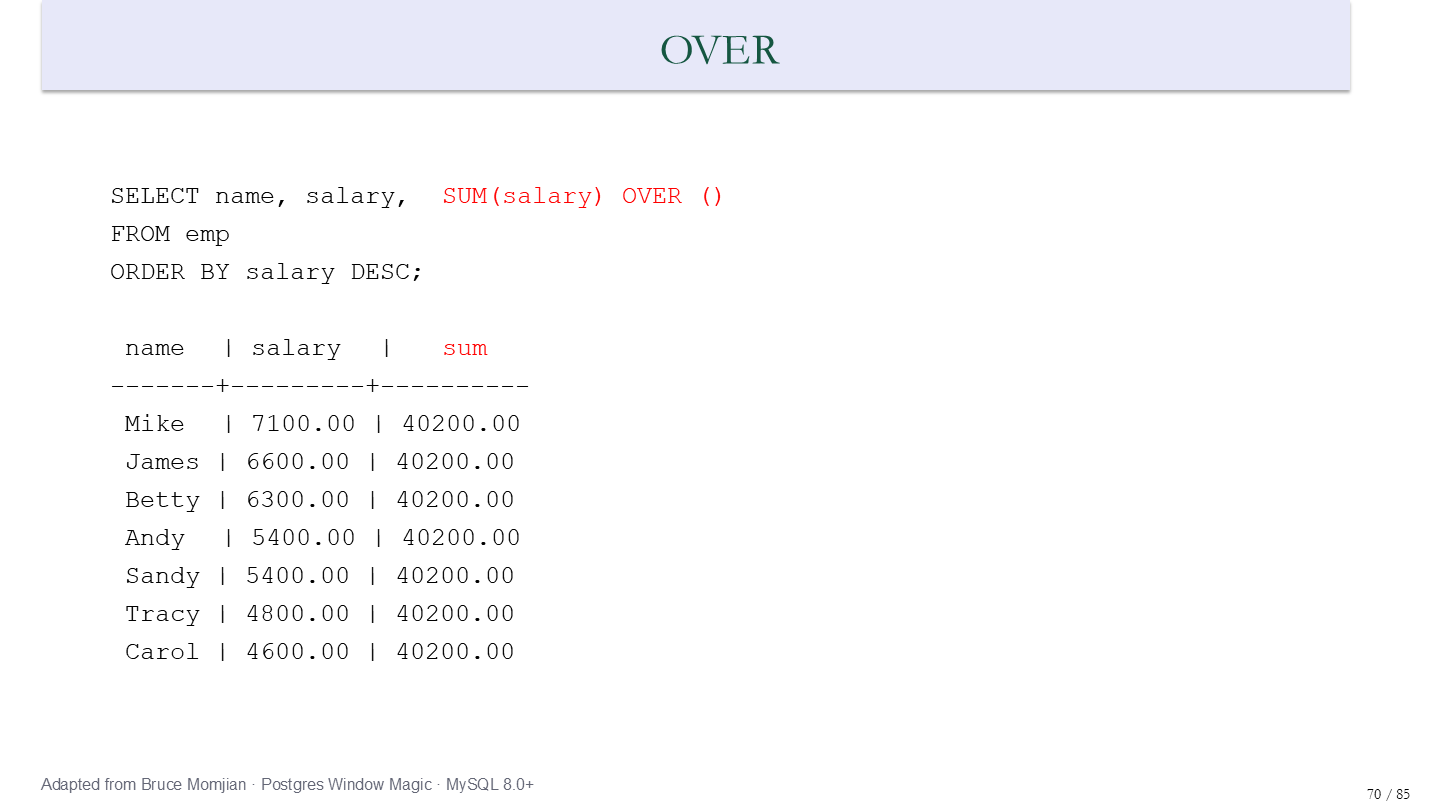 OVER
SELECT name, salary,  SUM(salary) OVER ()
FROM emp
ORDER BY salary DESC;
 name  | salary  |   sum
-------+---------+----------
 Mike  | 7100.00 | 40200.00
 James | 6600.00 | 40200.00
 Betty | 6300.00 | 40200.00
 Andy  | 5400.00 | 40200.00
 Sandy | 5400.00 | 40200.00
 Tracy | 4800.00 | 40200.00
 Carol | 4600.00 | 40200.00
Adapted from Bruce Momjian · Postgres Window Magic · MySQL 8.0+
70 / 85